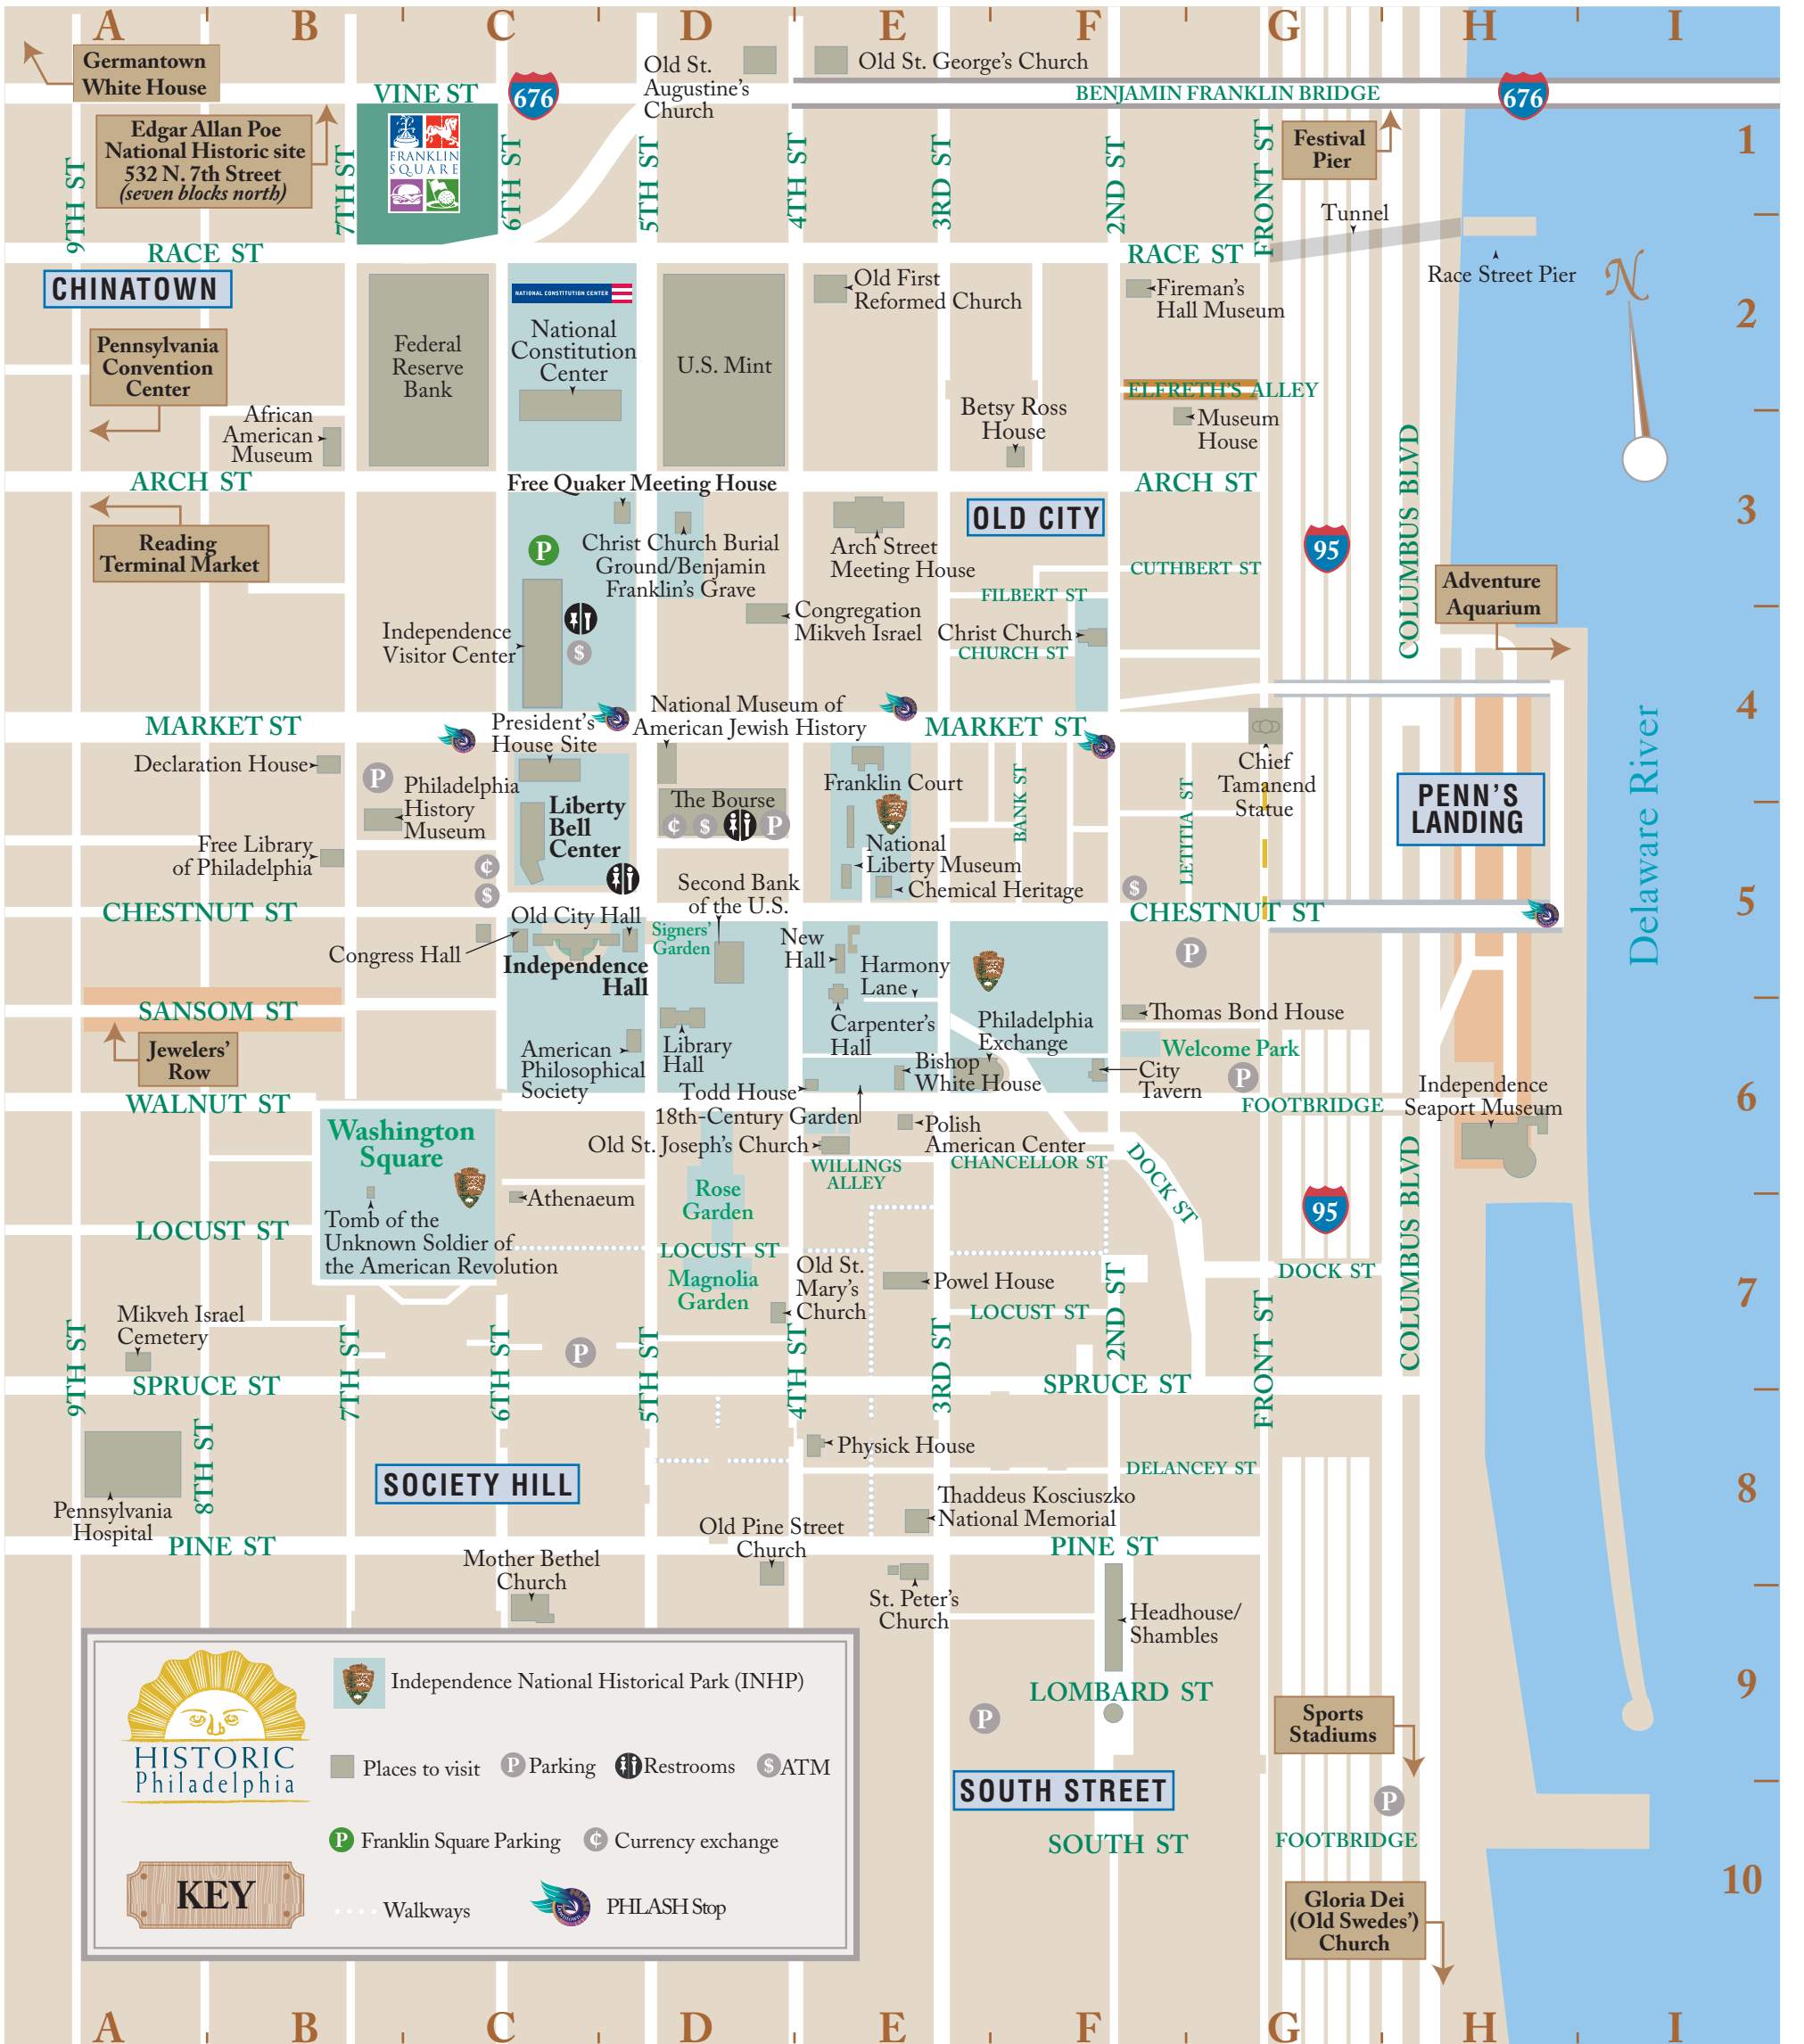 A B C D E F G H I
Germantown
White House
VINE ST
676
Old St.
Augustine's
Church
Old St. George's Church
BENJAMIN FRANKLIN BRIDGE
676
Edgar Allan Poe
National Historic site
532 N. 7th Street
(seven blocks north)
FRANKLIN
SQUARE
Festival
Pier
1
9TH ST
7TH ST
6TH ST
5TH ST
4TH ST
3RD ST
2ND ST
FRONT ST
Tunnel
RACE ST
RACE ST
Race Street Pier
N
CHINATOWN
NATIONAL CONSTITUTION CENTER
Old First
Reformed Church
Fireman's
Hall Museum
2
Pennsylvania
Convention
Center
Federal
Reserve
Bank
National
Constitution
Center
U.S. Mint
ELFRETH'S ALLEY
Betsy Ross
House
Museum
House
African
American
Museum
ARCH ST
Free Quaker Meeting House
ARCH ST
COLUMBUS BLVD
3
Reading
Terminal Market
P
Christ Church Burial
Ground/Benjamin
Franklin's Grave
Arch Street
Meeting House
OLD CITY
95
CUTHBERT ST
FILBERT ST
Adventure
Aquarium
Independence
Visitor Center
$
Congregation
Mikveh Israel
Christ Church
CHURCH ST
4
MARKET ST
President's
House Site
National Museum of
American Jewish History
MARKET ST
Declaration House
P
Philadelphia
History
Museum
Liberty
Bell
Center
The Bourse
¢ $ P
Franklin Court
BANK ST
LETITIA ST
Chief
Tamanend
Statue
PENN'S
LANDING
Delaware River
Free Library
of Philadelphia
¢
$
National
Liberty Museum
Chemical Heritage
$
5
CHESTNUT ST
Second Bank
of the U.S.
CHESTNUT ST
Old City Hall
Congress Hall
Independence
Hall
Signers'
Garden
New
Hall
Harmony
Lane
P
SANSOM ST
Jewelers'
Row
American
Philosophical
Society
Library
Hall
Carpenter's
Hall
Philadelphia
Exchange
Thomas Bond House
Welcome Park
Bishop
White House
City
Tavern
P
Todd House
18th-Century Garden
6
WALNUT ST
FOOTBRIDGE
Independence
Seaport Museum
Washington
Square
Old St. Joseph's Church
Polish
American Center
WILLINGS
ALLEY
CHANCELLOR ST
DOCK ST
COLUMBUS BLVD
Athenaeum
Rose
Garden
95
Tomb of the
Unknown Soldier of
the American Revolution
LOCUST ST
LOCUST ST
Magnolia
Garden
Old St.
Mary's
Church
Powel House
LOCUST ST
DOCK ST
7
Mikveh Israel
Cemetery
9TH ST
7TH ST
6TH ST
P
5TH ST
4TH ST
3RD ST
2ND ST
FRONT ST
SPRUCE ST
SPRUCE ST
8TH ST
Pennsylvania
Hospital
SOCIETY HILL
Physick House
DELANCEY ST
8
Thaddeus Kosciuszko
National Memorial
PINE ST
Old Pine Street
Church
PINE ST
Mother Bethel
Church
St. Peter's
Church
Headhouse/
Shambles
LOMBARD ST
9
P
Sports
Stadiums
SOUTH STREET
P
SOUTH ST
FOOTBRIDGE
10
Gloria Dei
(Old Swedes')
Church
HISTORIC
Philadelphia
KEY
Independence National Historical Park (INHP)
Places to visit
P Parking
Restrooms
$ ATM
P Franklin Square Parking
¢ Currency exchange
Walkways
PHLASH Stop
A B C D E F G H I